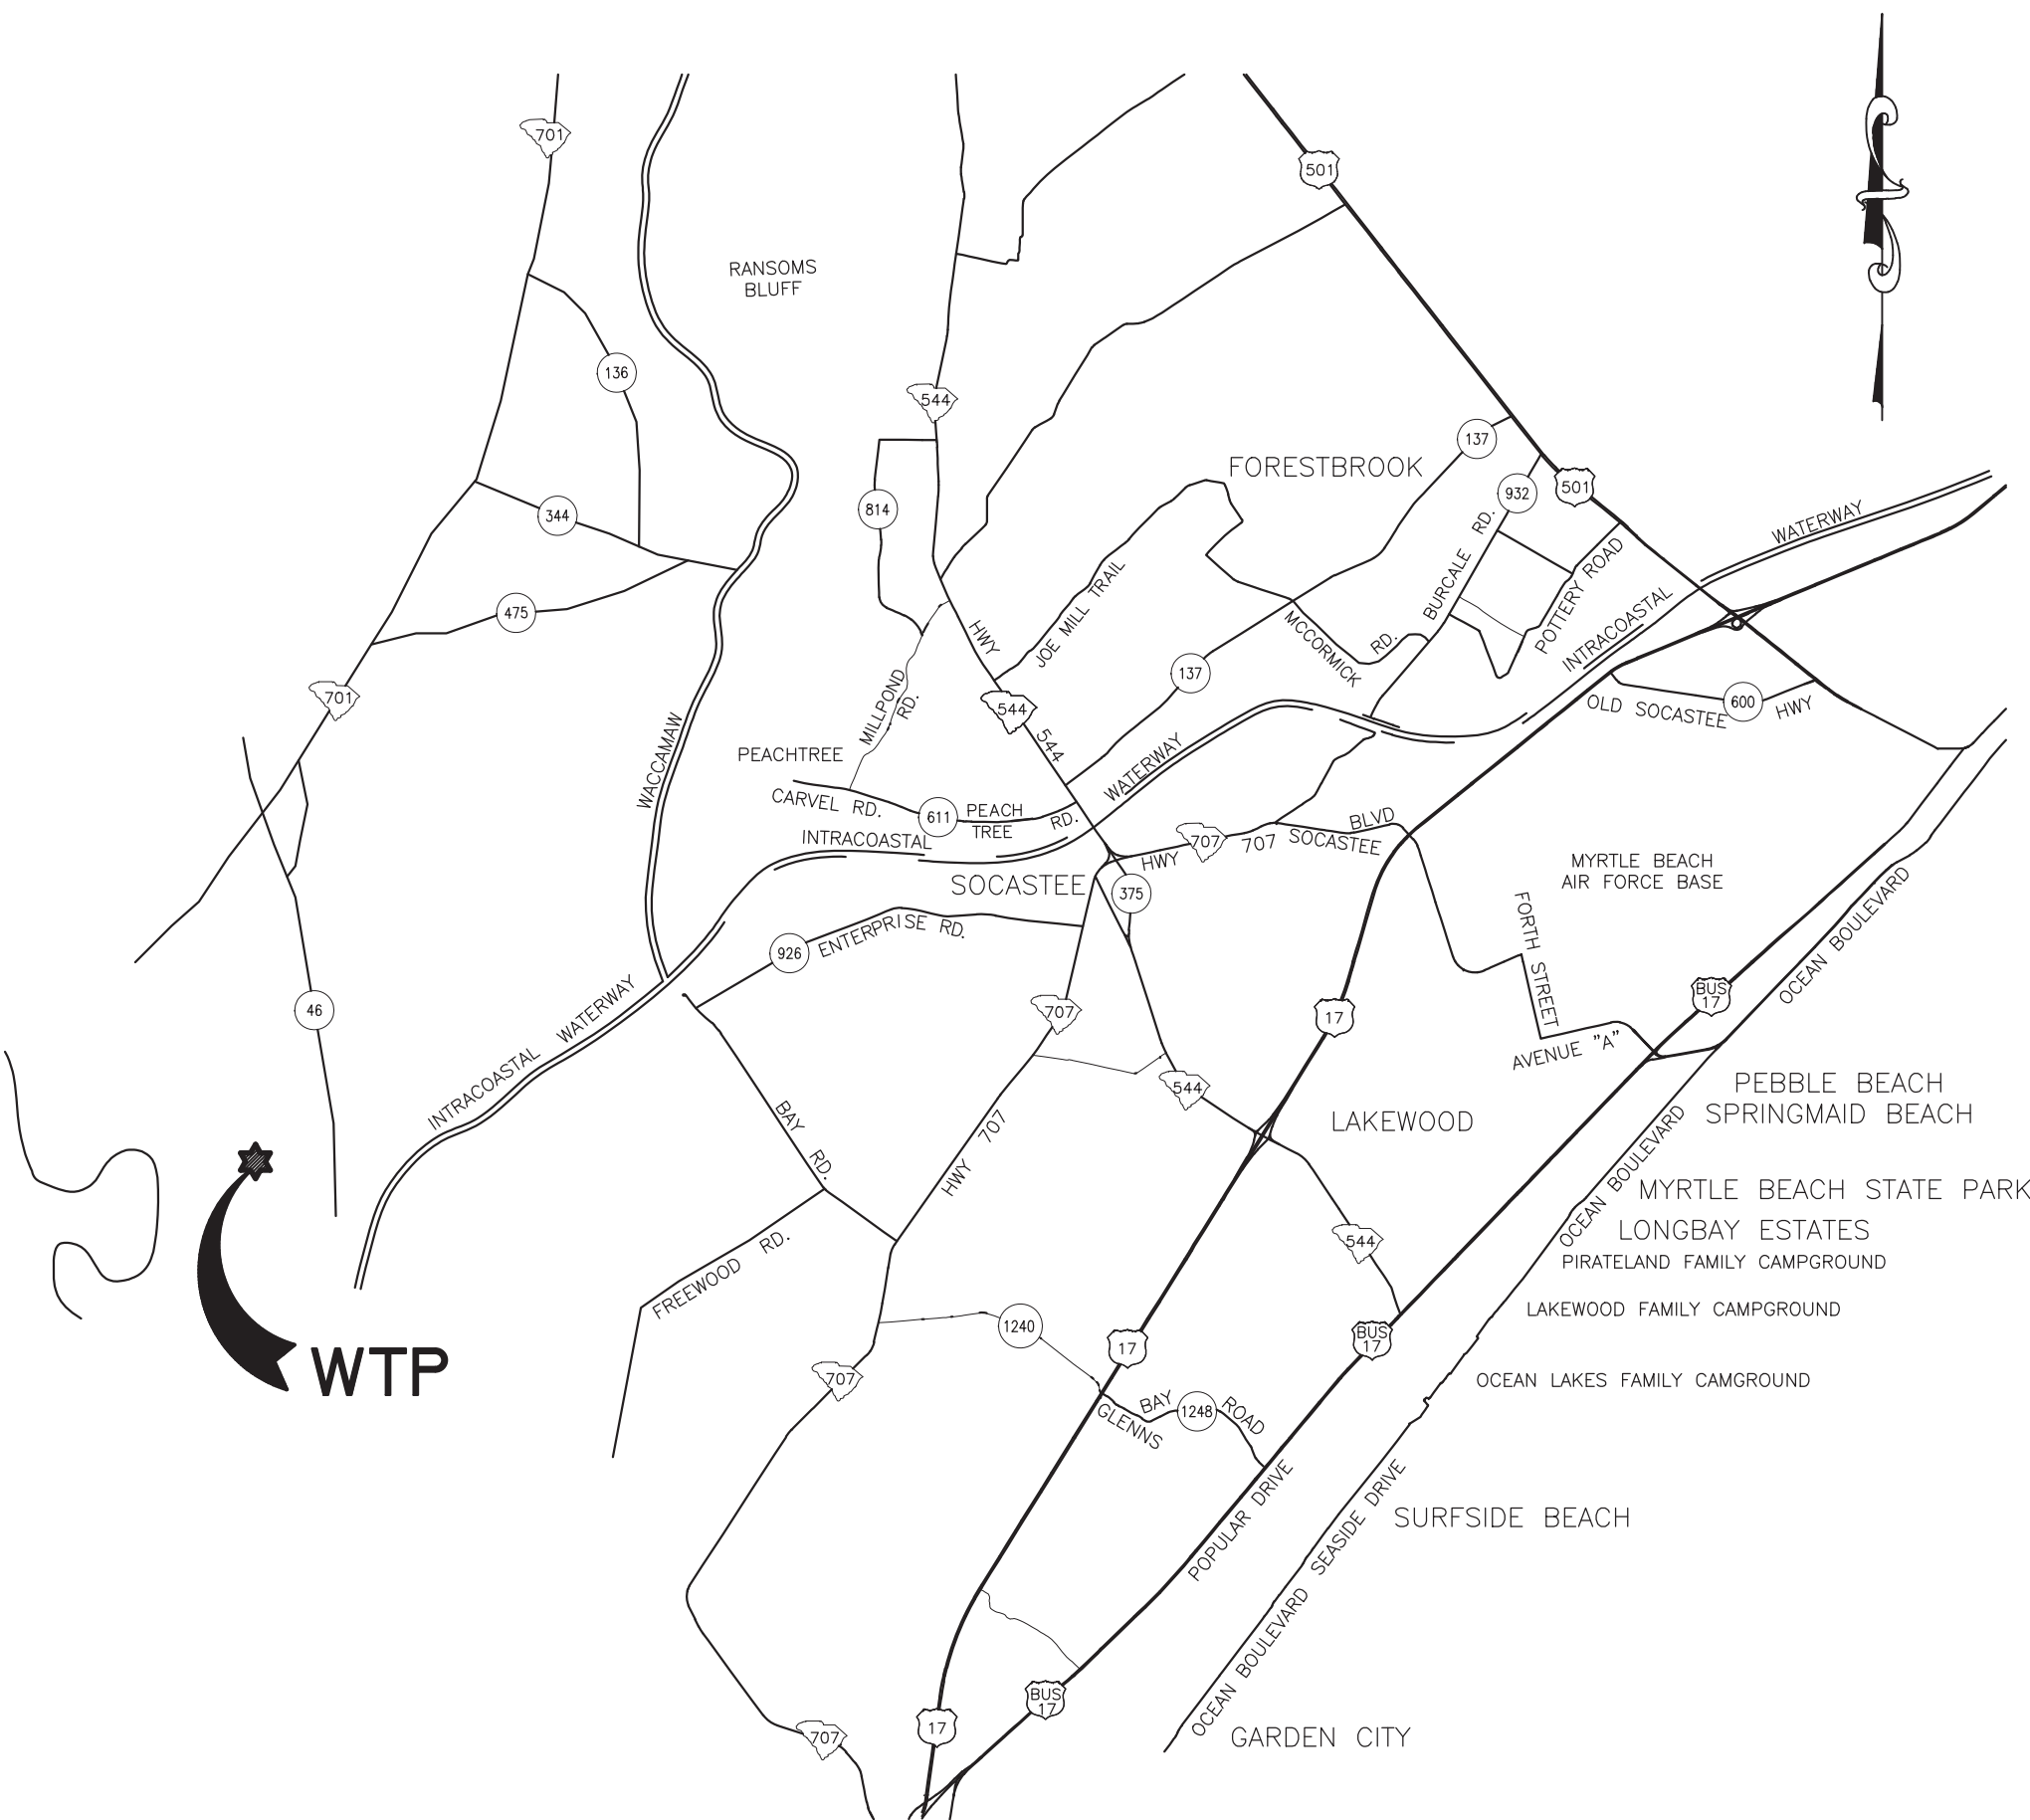 701
501
RANSOMS
BLUFF
136
544
137
FORESTBROOK
501
932
814
344
WATERWAY
BURCALE RD.
POTTERY ROAD
475
HWY
JOE MILL TRAIL
MCCORMICK
RD.
INTRACOASTAL
137
701
MILLPOND
RD.
544
544
600
OLD SOCASTEE
HWY
WACCAMAW
PEACHTREE
WATERWAY
CARVEL RD.
611
PEACH
TREE
RD.
INTRACOASTAL
HWY
707
707
SOCASTEE
BLVD
MYRTLE BEACH
AIR FORCE BASE
SOCASTEE
375
FORTH STREET
OCEAN BOULEVARD
926
ENTERPRISE RD.
46
INTRACOASTAL
WATERWAY
707
17
BUS
17
AVENUE "A"
BAY
RD.
544
PEBBLE BEACH
SPRINGMAID BEACH
LAKEWOOD
HWY 707
OCEAN BOULEVARD
MYRTLE BEACH STATE PARK
LONGBAY ESTATES
544
PIRATELAND FAMILY CAMPGROUND
FREEWOOD RD.
LAKEWOOD FAMILY CAMPGROUND
1240
17
BUS
17
WTP
707
OCEAN LAKES FAMILY CAMGROUND
GLENNS
BAY
1248
ROAD
POPULAR DRIVE
OCEAN BOULEVARD SEASIDE DRIVE
SURFSIDE BEACH
BUS
17
17
707
GARDEN CITY